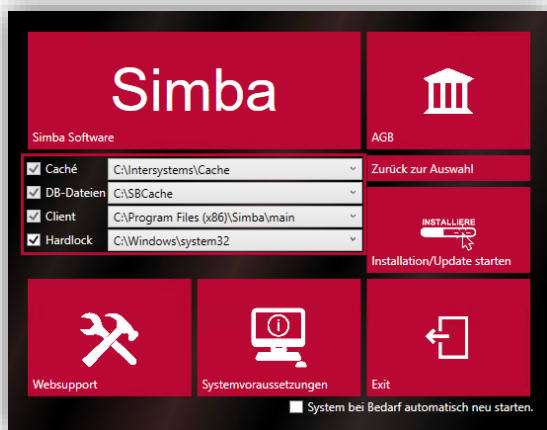 Simba
Simba Software
AGB
Caché C:\Intersystems\Cache
Zurück zur Auswahl
DB-Dateien C:\SBCache
Client C:\Program Files (x86)\Simba\main
Hardlock C:\Windows\system32
INSTALLIERE
Installation/Update starten
Websupport
Systemvoraussetzungen
Exit
System bei Bedarf automatisch neu starten.